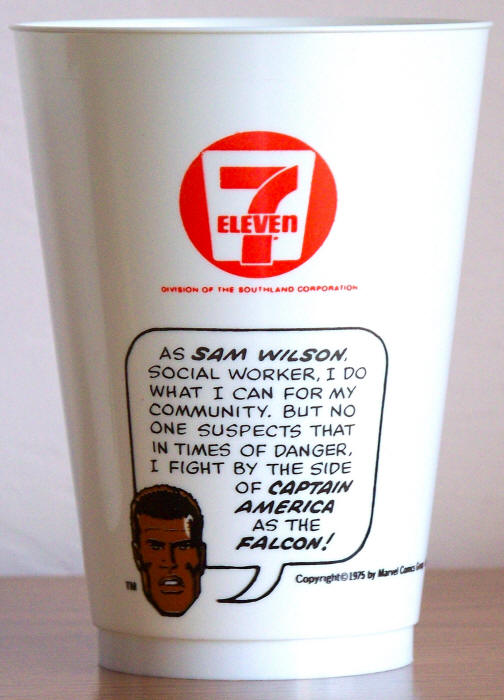 7
ELEVEn
DIVISION OF THE SOUTHLAND CORPORATION
AS SAM WILSON,
SOCIAL WORKER, I DO
WHAT I CAN FOR MY
COMMUNITY. BUT NO
ONE SUSPECTS THAT
IN TIMES OF DANGER,
I FIGHT BY THE SIDE
OF CAPTAIN
AMERICA
AS THE
FALCON!
TM
Copyright © 1975 by Marvel Comics Group